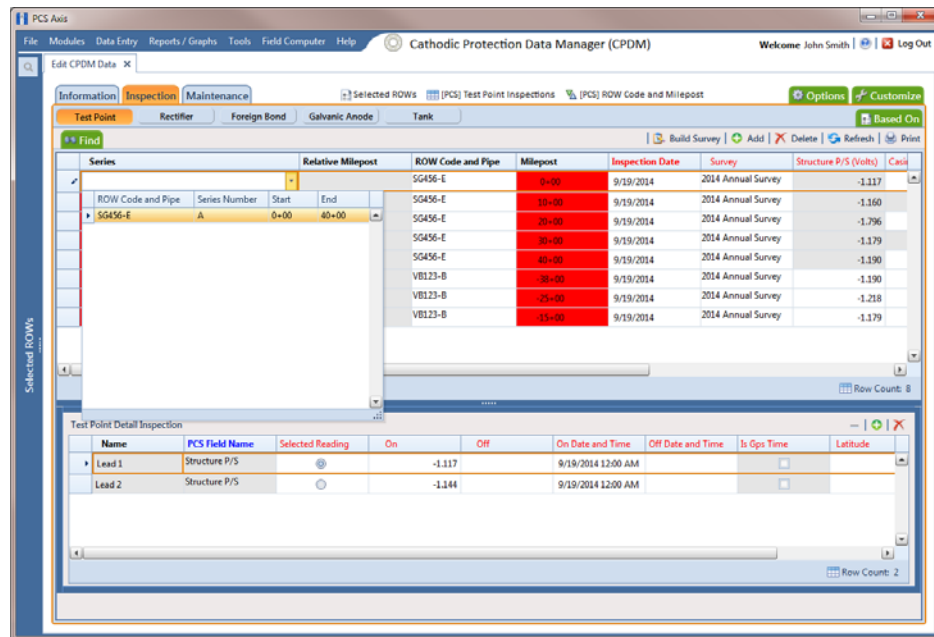 PCS Axis
File Modules Data Entry Reports / Graphs Tools Field Computer Help Cathodic Protection Data Manager (CPDM) Welcome John Smith | Log Out
Edit CPDM Data
Information Inspection Maintenance Selected ROWs [PCS] Test Point Inspections [PCS] ROW Code and Milepost Options Customize
Test Point Rectifier Foreign Bond Galvanic Anode Tank Based On
Find | Build Survey | Add | Delete | Refresh | Print
Series Relative Milepost ROW Code and Pipe Milepost Inspection Date Survey Structure P/S (Volts)
SG456-E 0+00 9/19/2014 2014 Annual Survey -1.117
ROW Code and Pipe Series Number Start End
SG456-E A 0+00 40+00
SG456-E 10+00 9/19/2014 2014 Annual Survey -1.160
SG456-E 20+00 9/19/2014 2014 Annual Survey -1.796
SG456-E 30+00 9/19/2014 2014 Annual Survey -1.179
SG456-E 40+00 9/19/2014 2014 Annual Survey -1.190
VB123-B -38+00 9/19/2014 2014 Annual Survey -1.190
VB123-B -25+00 9/19/2014 2014 Annual Survey -1.218
VB123-B -15+00 9/19/2014 2014 Annual Survey -1.179
Selected ROWs
Row Count: 8
Test Point Detail Inspection
Name PCS Field Name Selected Reading On Off On Date and Time Off Date and Time Is Gps Time Latitude
Lead 1 Structure P/S -1.117 9/19/2014 12:00 AM
Lead 2 Structure P/S -1.144 9/19/2014 12:00 AM
Row Count: 2